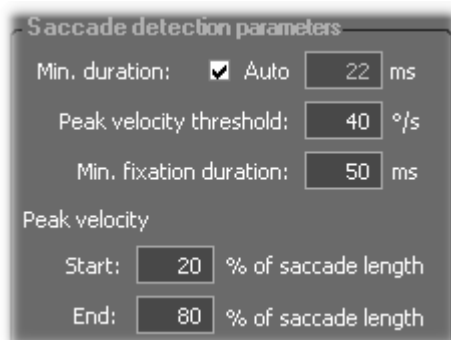 Saccade detection parameters
Min. duration: Auto 22 ms
Peak velocity threshold: 40 °/s
Min. fixation duration: 50 ms
Peak velocity
Start: 20 % of saccade length
End: 80 % of saccade length